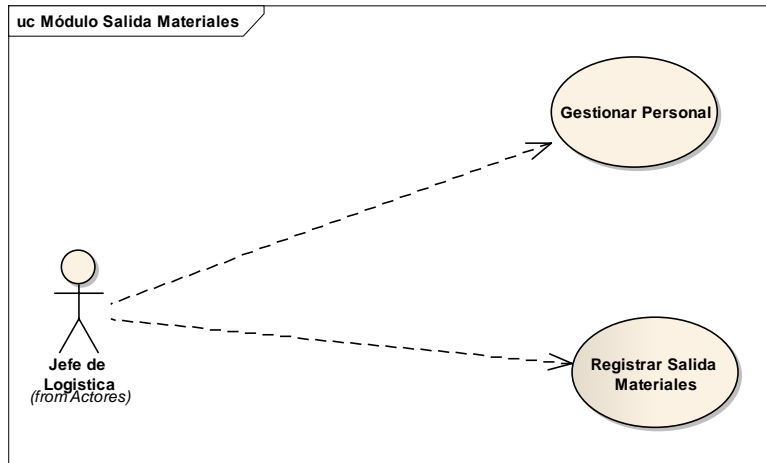 uc Módulo Salida Materiales
Gestionar Personal
Jefe de
Logistica
(from Actores)
Registrar Salida
Materiales